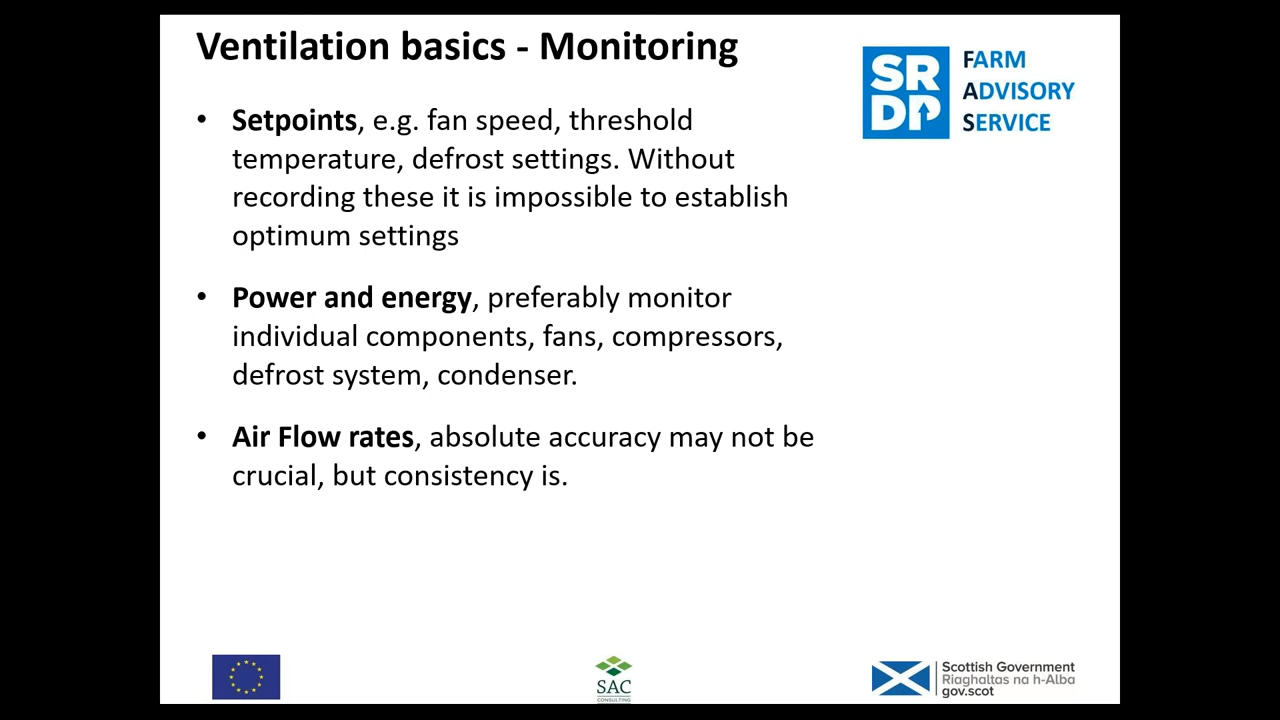 Ventilation basics - Monitoring
SR
DP
FARM
ADVISORY
SERVICE
• Setpoints, e.g. fan speed, threshold
temperature, defrost settings. Without
recording these it is impossible to establish
optimum settings
• Power and energy, preferably monitor
individual components, fans, compressors,
defrost system, condenser.
• Air Flow rates, absolute accuracy may not be
crucial, but consistency is.
SAC
CONSULTING
Scottish Government
Riaghaltas na h-Alba
gov.scot